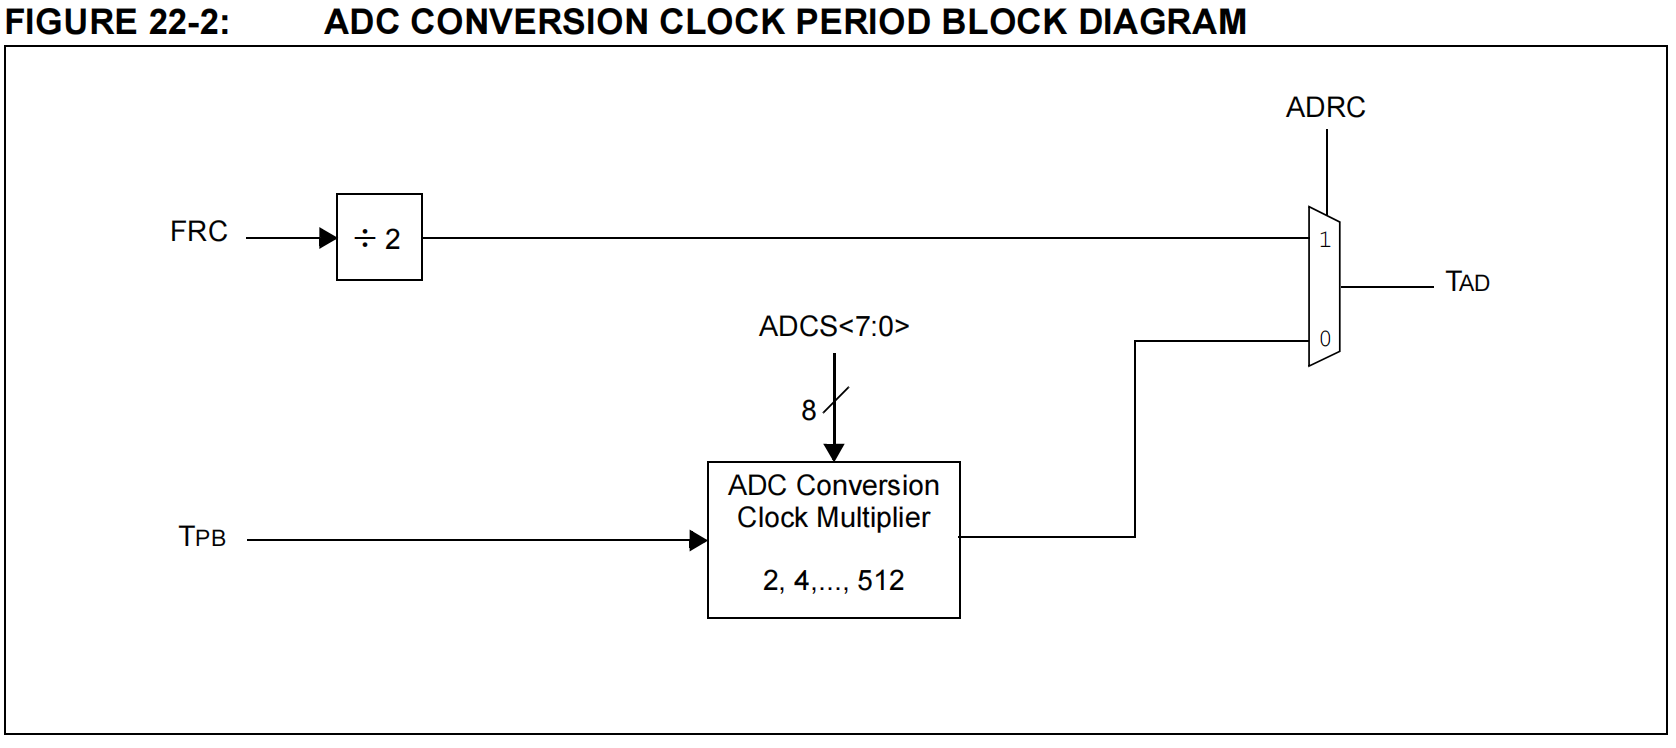 FIGURE 22-2: ADC CONVERSION CLOCK PERIOD BLOCK DIAGRAM
ADRC
FRC
÷ 2
1
TAD
ADCS<7:0>
0
8
ADC Conversion
Clock Multiplier
TPB
2, 4,..., 512